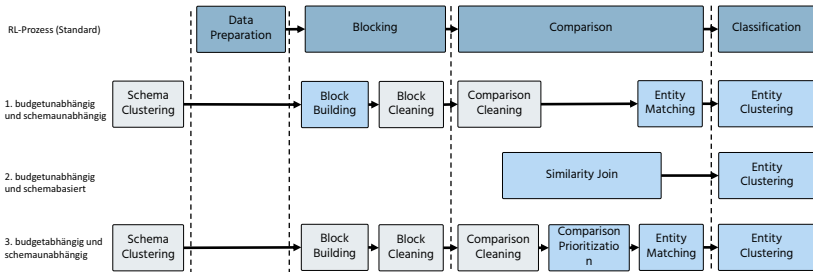 RL-Prozess (Standard)
Data
Preparation
Blocking
Comparison
Classification
1. budgetunabhängig
und schemaunabhängig
Schema
Clustering
Block
Building
Block
Cleaning
Comparison
Cleaning
Entity
Matching
Entity
Clustering
2. budgetunabhängig
und schemabasiert
Similarity Join
Entity
Clustering
3. budgetabhängig und
schemaunabhängig
Schema
Clustering
Block
Building
Block
Cleaning
Comparison
Cleaning
Comparison
Prioritizatio
n
Entity
Matching
Entity
Clustering